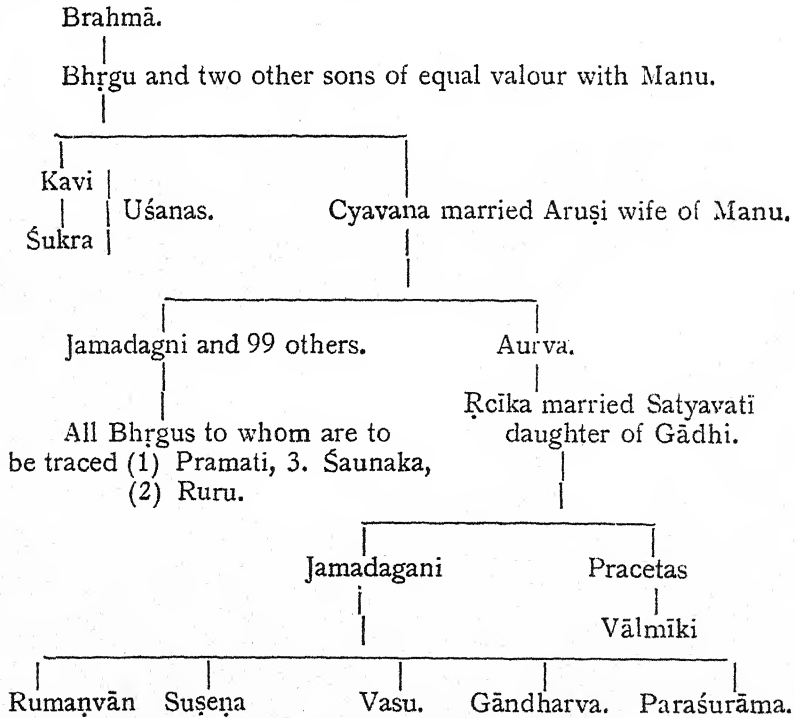 Brahmā.
Bhṛgu and two other sons of equal valour with Manu.
Kavi
Uśanas. Cyavana married Aruṣi wife of Manu.
Śukra
Jamadagni and 99 others. Aurva.
Ṛcīka married Satyavatī
All Bhṛgus to whom are to daughter of Gādhi.
be traced (1) Pramati, 3. Śaunaka,
(2) Ruru.
Jamadagani Pracetas
Vālmīki
Rumaṇvān Suṣeṇa Vasu. Gāndharva. Paraśurāma.